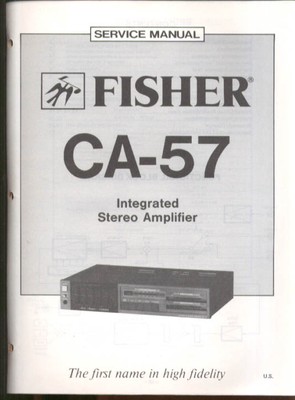 SERVICE MANUAL
FISHER®
CA-57
Integrated
Stereo Amplifier
The first name in high fidelity
U.S.